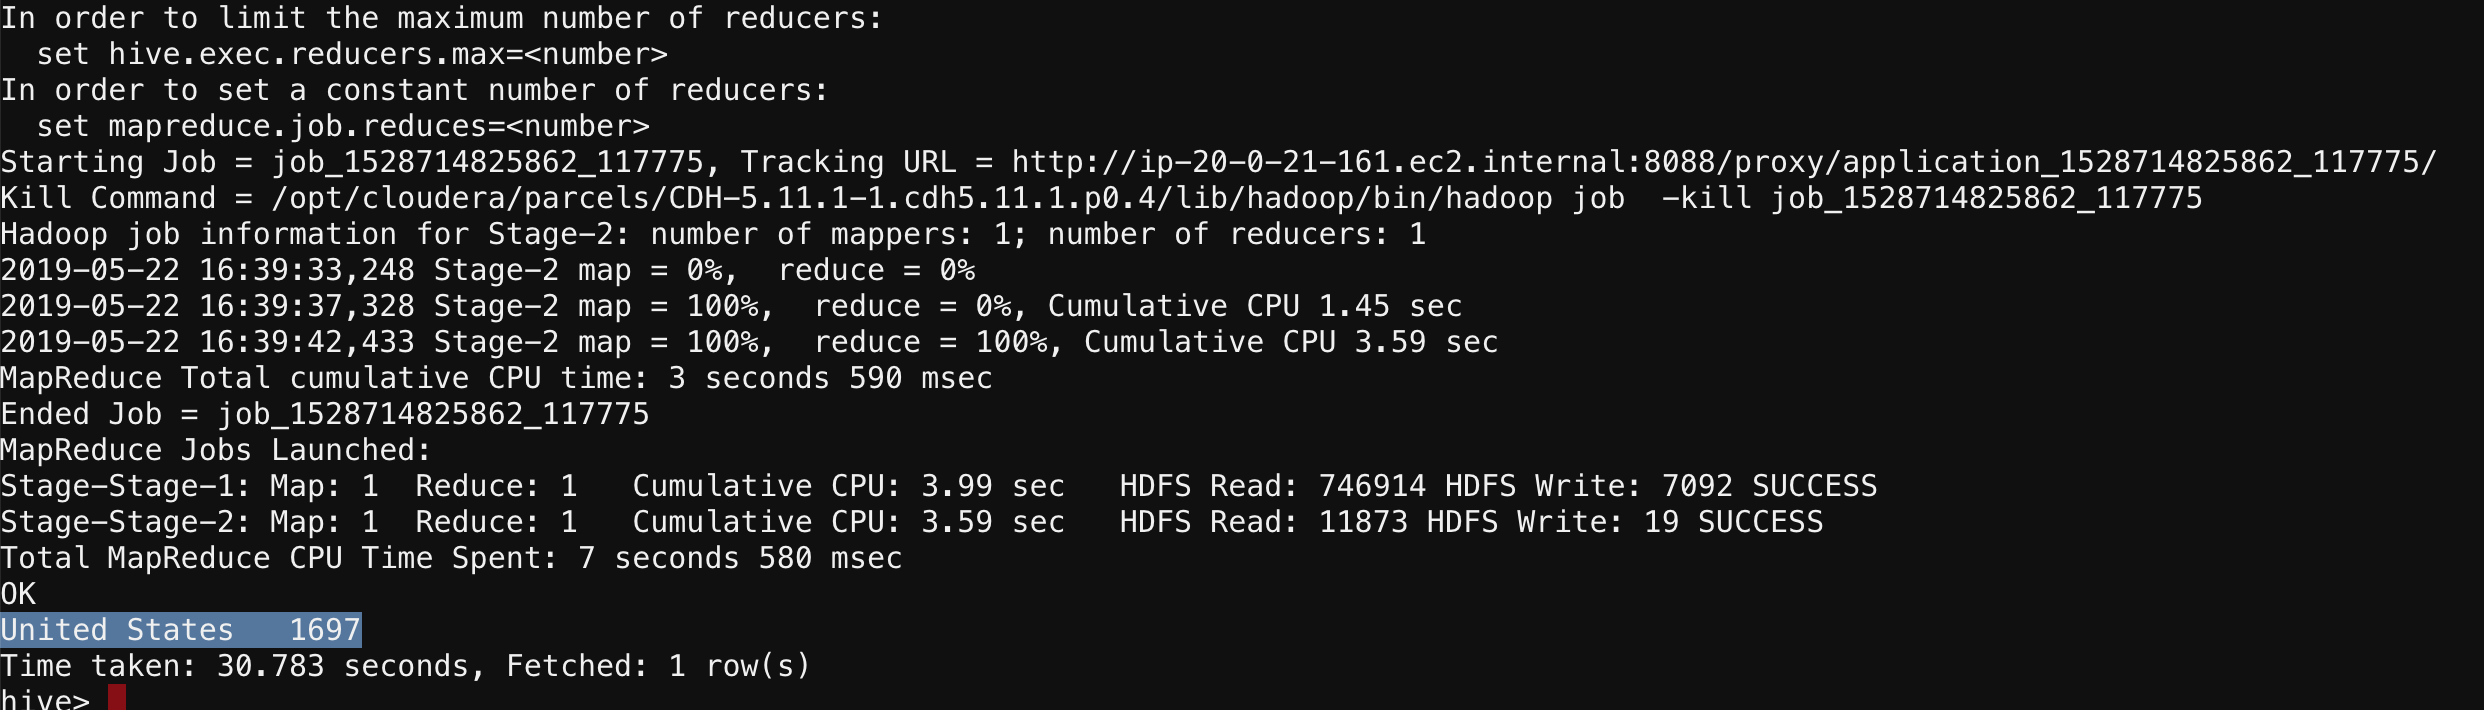 In order to limit the maximum number of reducers:
  set hive.exec.reducers.max=<number>
In order to set a constant number of reducers:
  set mapreduce.job.reduces=<number>
Starting Job = job_1528714825862_117775, Tracking URL = http://ip-20-0-21-161.ec2.internal:8088/proxy/application_1528714825862_117775/
Kill Command = /opt/cloudera/parcels/CDH-5.11.1-1.cdh5.11.1.p0.4/lib/hadoop/bin/hadoop job  -kill job_1528714825862_117775
Hadoop job information for Stage-2: number of mappers: 1; number of reducers: 1
2019-05-22 16:39:33,248 Stage-2 map = 0%,  reduce = 0%
2019-05-22 16:39:37,328 Stage-2 map = 100%,  reduce = 0%, Cumulative CPU 1.45 sec
2019-05-22 16:39:42,433 Stage-2 map = 100%,  reduce = 100%, Cumulative CPU 3.59 sec
MapReduce Total cumulative CPU time: 3 seconds 590 msec
Ended Job = job_1528714825862_117775
MapReduce Jobs Launched:
Stage-Stage-1: Map: 1  Reduce: 1   Cumulative CPU: 3.99 sec   HDFS Read: 746914 HDFS Write: 7092 SUCCESS
Stage-Stage-2: Map: 1  Reduce: 1   Cumulative CPU: 3.59 sec   HDFS Read: 11873 HDFS Write: 19 SUCCESS
Total MapReduce CPU Time Spent: 7 seconds 580 msec
OK
United States   1697
Time taken: 30.783 seconds, Fetched: 1 row(s)
hive>